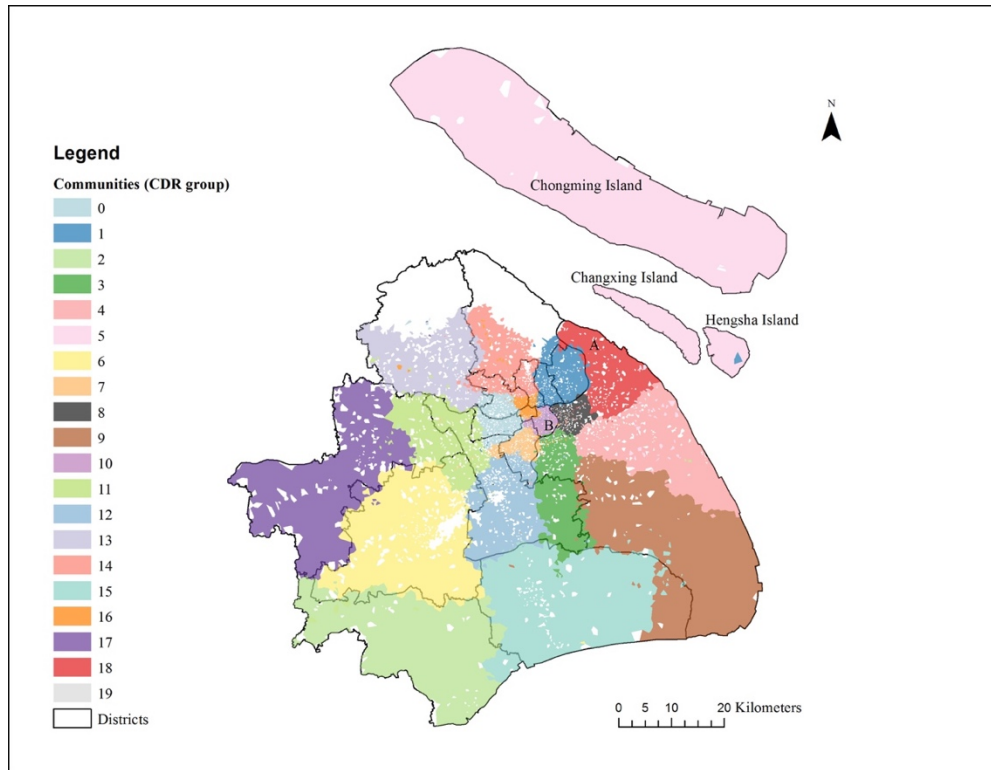 N
Chongming Island
Changxing Island
Hengsha Island
A
B
Legend
Communities (CDR group)
0
1
2
3
4
5
6
7
8
9
10
11
12
13
14
15
16
17
18
19
Districts
0 5 10 20 Kilometers